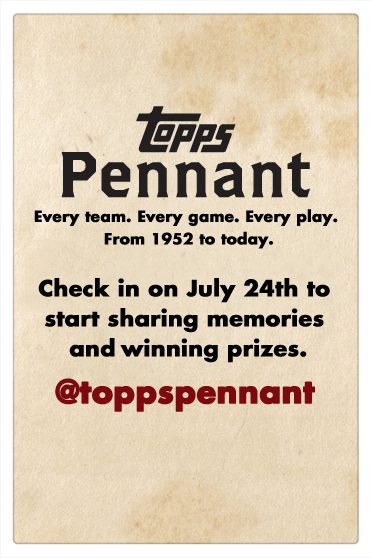 Topps
Pennant
Every team. Every game. Every play.
From 1952 to today.
Check in on July 24th to
start sharing memories
and winning prizes.
@toppspennant